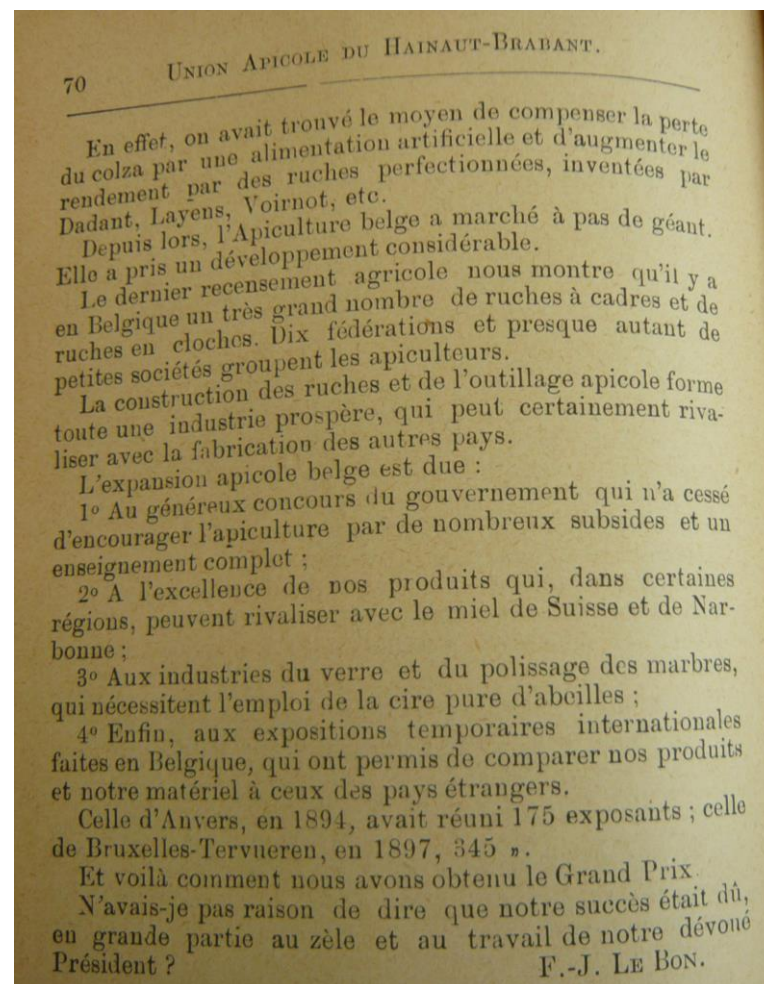 70 UNION APICOLE DU HAINAUT-BRABANT.
En effet, on avait trouvé le moyen de compenser la perte
du colza par une alimentation artificielle et d'augmenter le
rendement par des ruches perfectionnées, inventées par
Dadant, Layens, Voirnot, etc.
Depuis lors, l'Apiculture belge a marché à pas de géant.
Elle a pris un développement considérable.
Le dernier recensement agricole nous montre qu'il y a
en Belgique un très grand nombre de ruches à cadres et de
ruches en cloches. Dix fédérations et presque autant de
petites sociétés groupent les apiculteurs.
La construction des ruches et de l'outillage apicole forme
toute une industrie prospère, qui peut certainement riva-
liser avec la fabrication des autres pays.
L'expansion apicole belge est due :
1º Au généreux concours du gouvernement qui n'a cessé
d'encourager l'apiculture par de nombreux subsides et un
enseignement complet ;
2º A l'excellence de nos produits qui, dans certaines
régions, peuvent rivaliser avec le miel de Suisse et de Nar-
bonne ;
3º Aux industries du verre et du polissage des marbres,
qui nécessitent l'emploi de la cire pure d'abeilles ;
4º Enfin, aux expositions temporaires internationales
faites en Belgique, qui ont permis de comparer nos produits
et notre matériel à ceux des pays étrangers.
Celle d'Anvers, en 1894, avait réuni 175 exposants ; celle
de Bruxelles-Tervueren, en 1897, 345 ».
Et voilà comment nous avons obtenu le Grand Prix.
N'avais-je pas raison de dire que notre succès était dû,
en grande partie au zèle et au travail de notre dévoué
Président ? F.-J. LE BON.